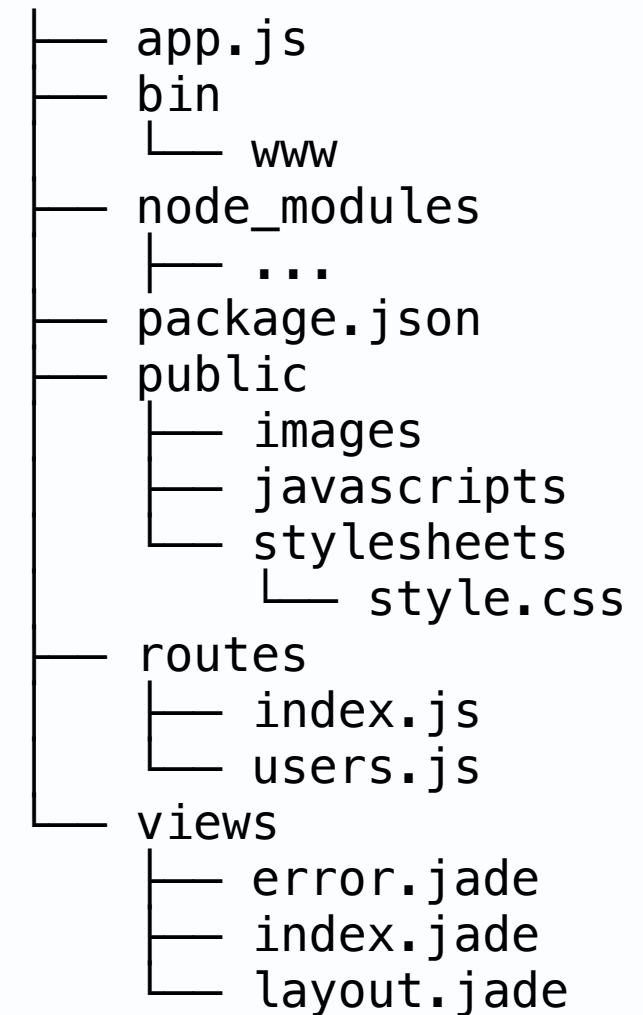 ├── app.js
├── bin
│   └── www
├── node_modules
│   ├── ...
├── package.json
├── public
│   ├── images
│   ├── javascripts
│   └── stylesheets
│       └── style.css
├── routes
│   ├── index.js
│   └── users.js
└── views
    ├── error.jade
    ├── index.jade
    └── layout.jade